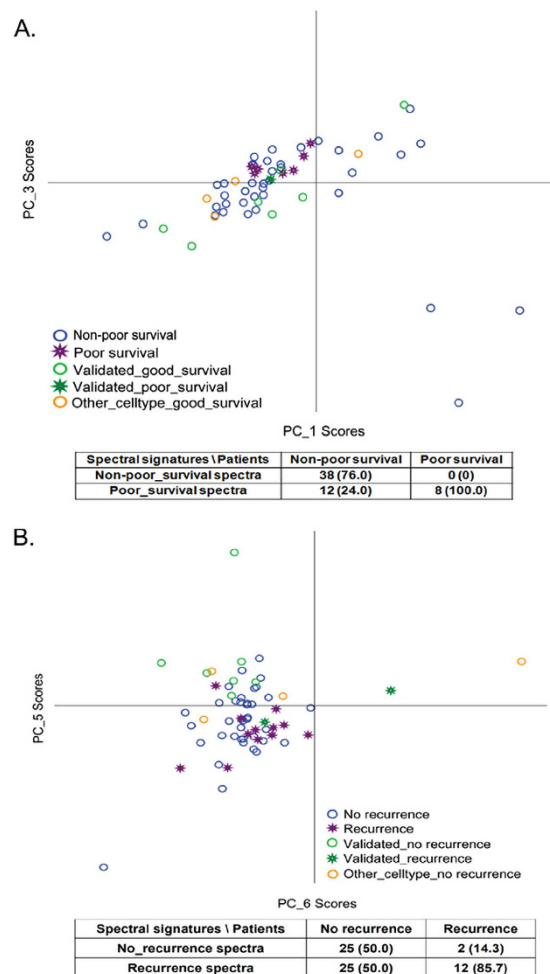 A.
PC_3 Scores
Non-poor survival
Poor survival
Validated_good_survival
Validated_poor_survival
Other_celltype_good_survival
PC_1 Scores
Spectral signatures \ Patients Non-poor survival Poor survival
Non-poor_survival spectra 38 (76.0) 0 (0)
Poor_survival spectra 12 (24.0) 8 (100.0)
B.
PC_5 Scores
No recurrence
Recurrence
Validated_no recurrence
Validated_recurrence
Other_celltype_no recurrence
PC_6 Scores
Spectral signatures \ Patients No recurrence Recurrence
No_recurrence spectra 25 (50.0) 2 (14.3)
Recurrence spectra 25 (50.0) 12 (85.7)